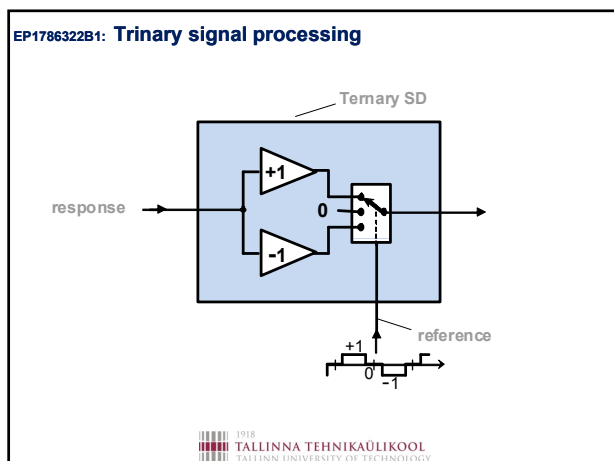 EP1786322B1: Trinary signal processing
Ternary SD
+1
response
0
-1
reference
+1
0
-1
1918
TALLINNA TEHNIKAÜLIKOOL
TALLINN UNIVERSITY OF TECHNOLOGY